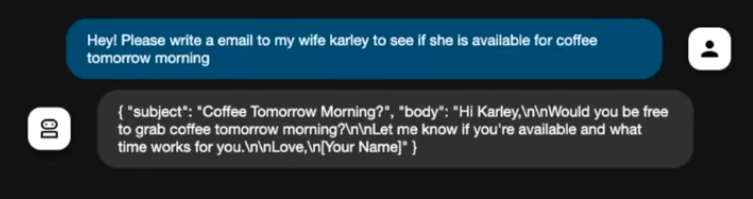 Hey! Please write a email to my wife karley to see if she is available for coffee
tomorrow morning
{ "subject": "Coffee Tomorrow Morning?", "body": "Hi Karley,\n\nWould you be free
to grab coffee tomorrow morning?\n\nLet me know if you're available and what
time works for you.\n\nLove,\n[Your Name]" }